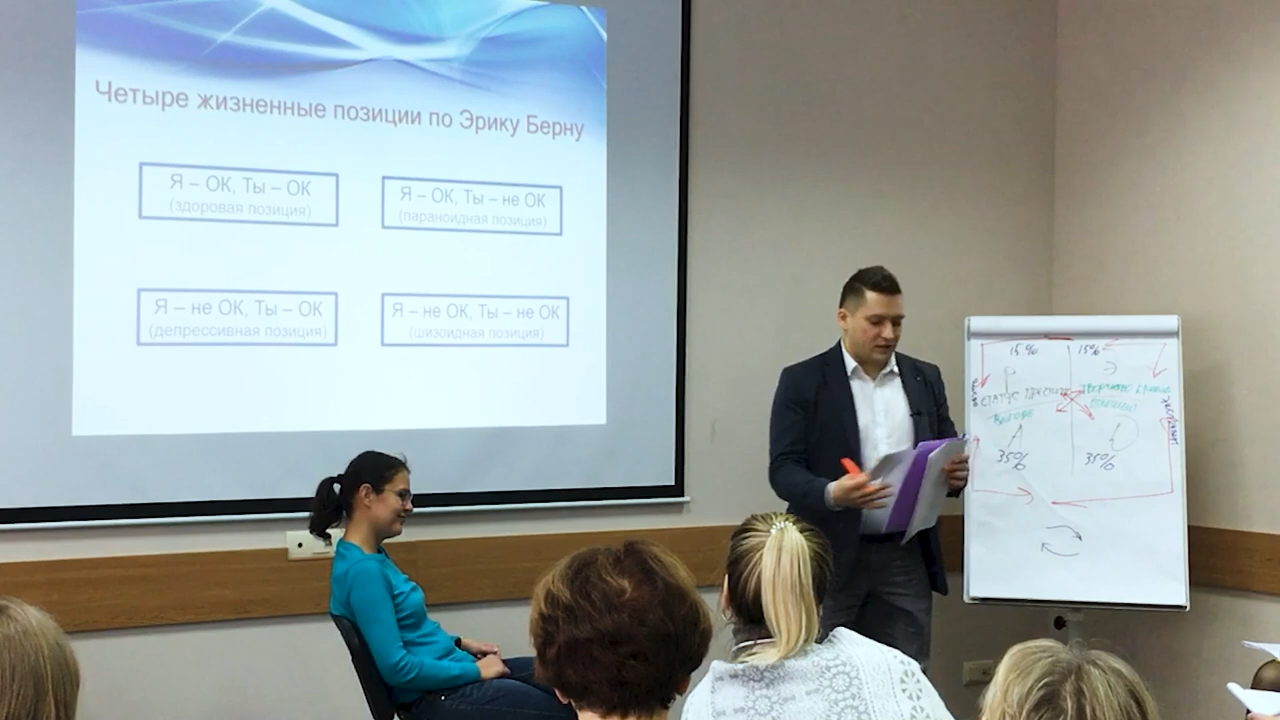 Четыре жизненные позиции по Эрику Берну
Я – ОК, Ты – ОК
(здоровая позиция)
Я – ОК, Ты – не ОК
(параноидная позиция)
Я – не ОК, Ты – ОК
(депрессивная позиция)
Я – не ОК, Ты – не ОК
(шизоидная позиция)
15% 15%
Р Э
СТАТУС
35% 35%